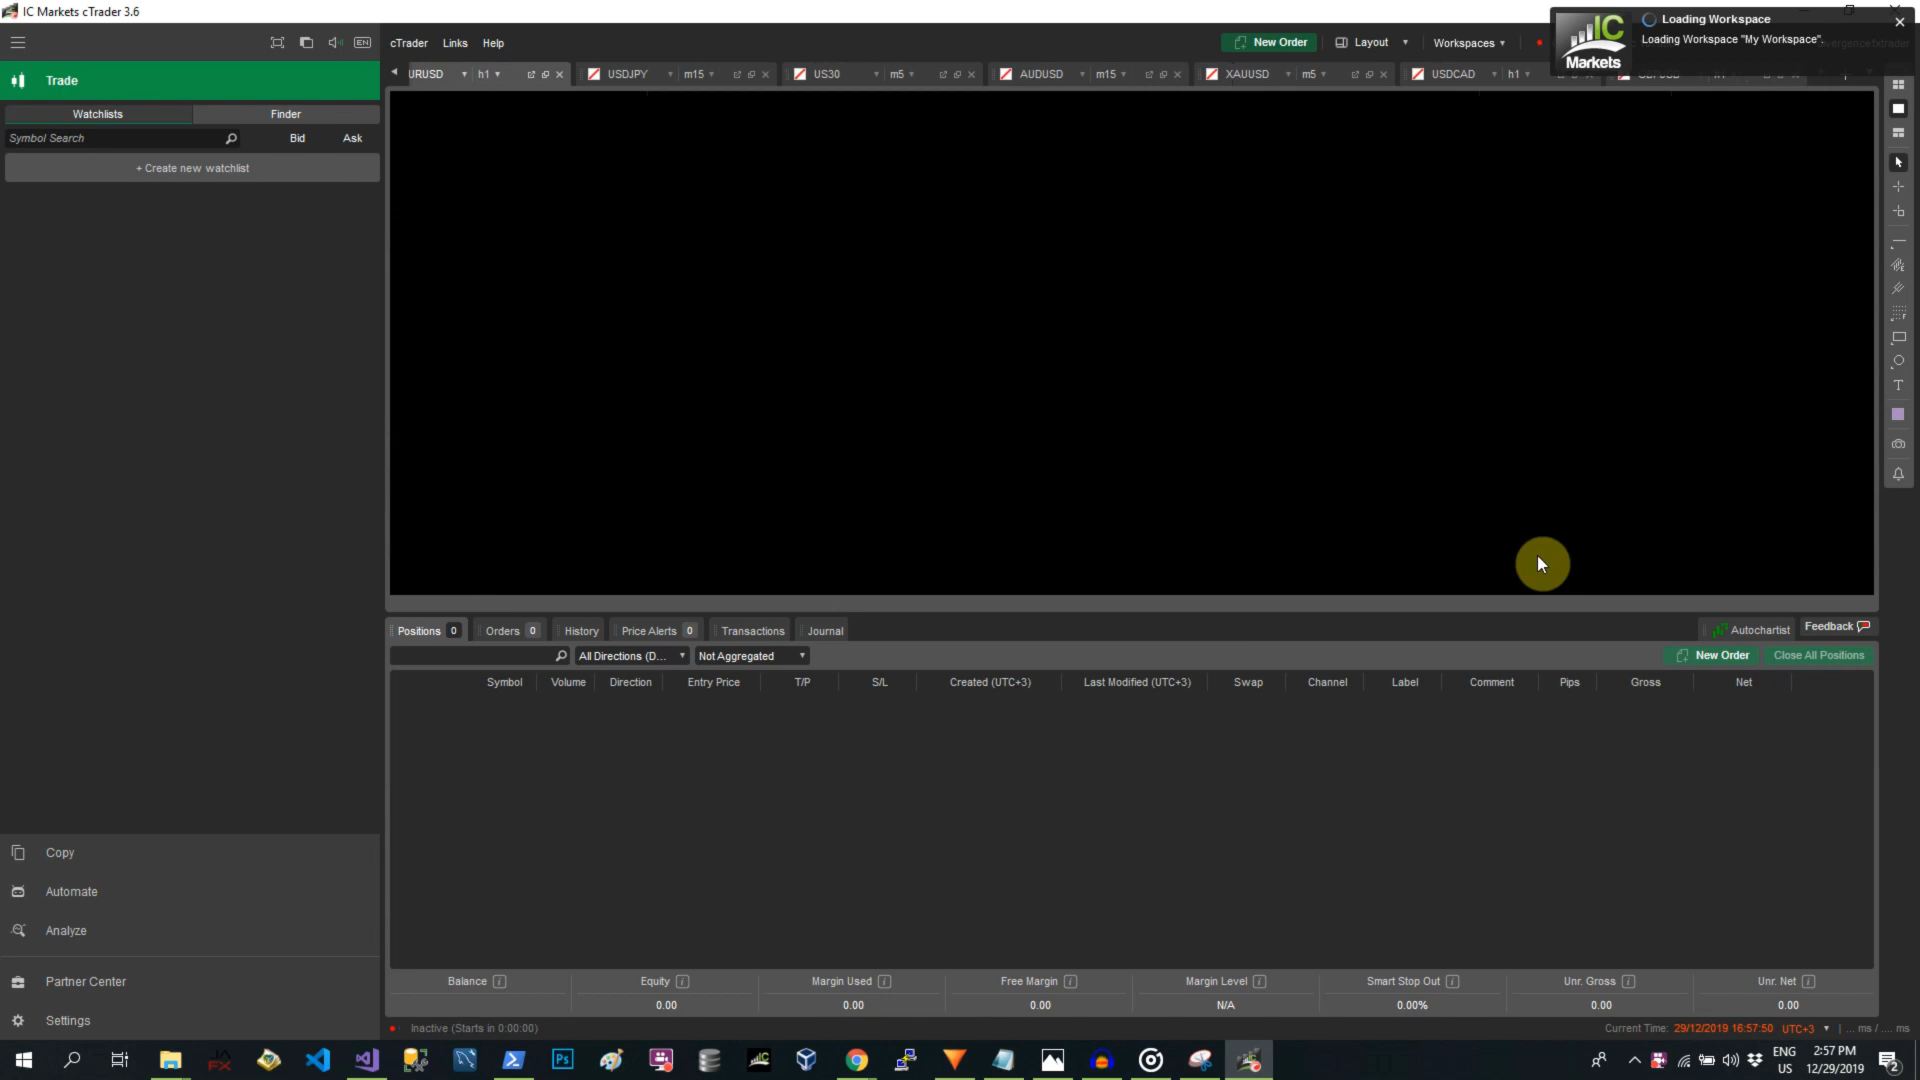 IC Markets cTrader 3.6
EN
cTrader Links Help
New Order Layout Workspaces
IC Markets
Loading Workspace
Loading Workspace "My Workspace".
Trade
URUSD h1 USDJPY m15 US30 m5 AUDUSD m15 XAUUSD m5 USDCAD h1
Watchlists Finder
Symbol Search Bid Ask
+ Create new watchlist
T
Positions 0 Orders 0 History Price Alerts 0 Transactions Journal Autochartist Feedback
All Directions (D... Not Aggregated New Order Close All Positions
Symbol Volume Direction Entry Price T/P S/L Created (UTC+3) Last Modified (UTC+3) Swap Channel Label Comment Pips Gross Net
Copy
Automate
Analyze
Partner Center
Settings
Balance Equity Margin Used Free Margin Margin Level Smart Stop Out Unr. Gross Unr. Net
0.00 0.00 0.00 N/A 0.00% 0.00 0.00
Inactive (Starts in 0:00:00) Current Time: 29/12/2019 16:57:50 UTC+3 | ... ms / .... ms
Ps
ENG 2:57 PM
US 12/29/2019 2